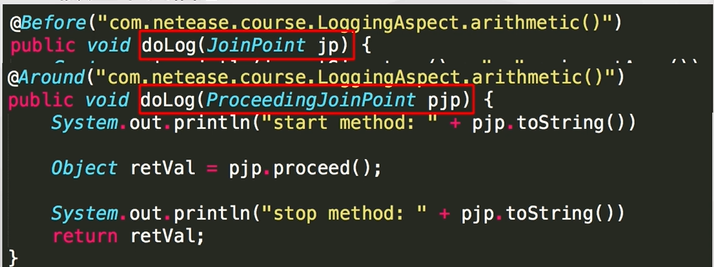 @Before("com.netease.course.LoggingAspect.arithmetic()")
public void doLog(JoinPoint jp) {
@Around("com.netease.course.LoggingAspect.arithmetic()")
public void doLog(ProceedingJoinPoint pjp) {
System.out.println("start method: " + pjp.toString())
Object retVal = pjp.proceed();
System.out.println("stop method: " + pjp.toString())
return retVal;
}